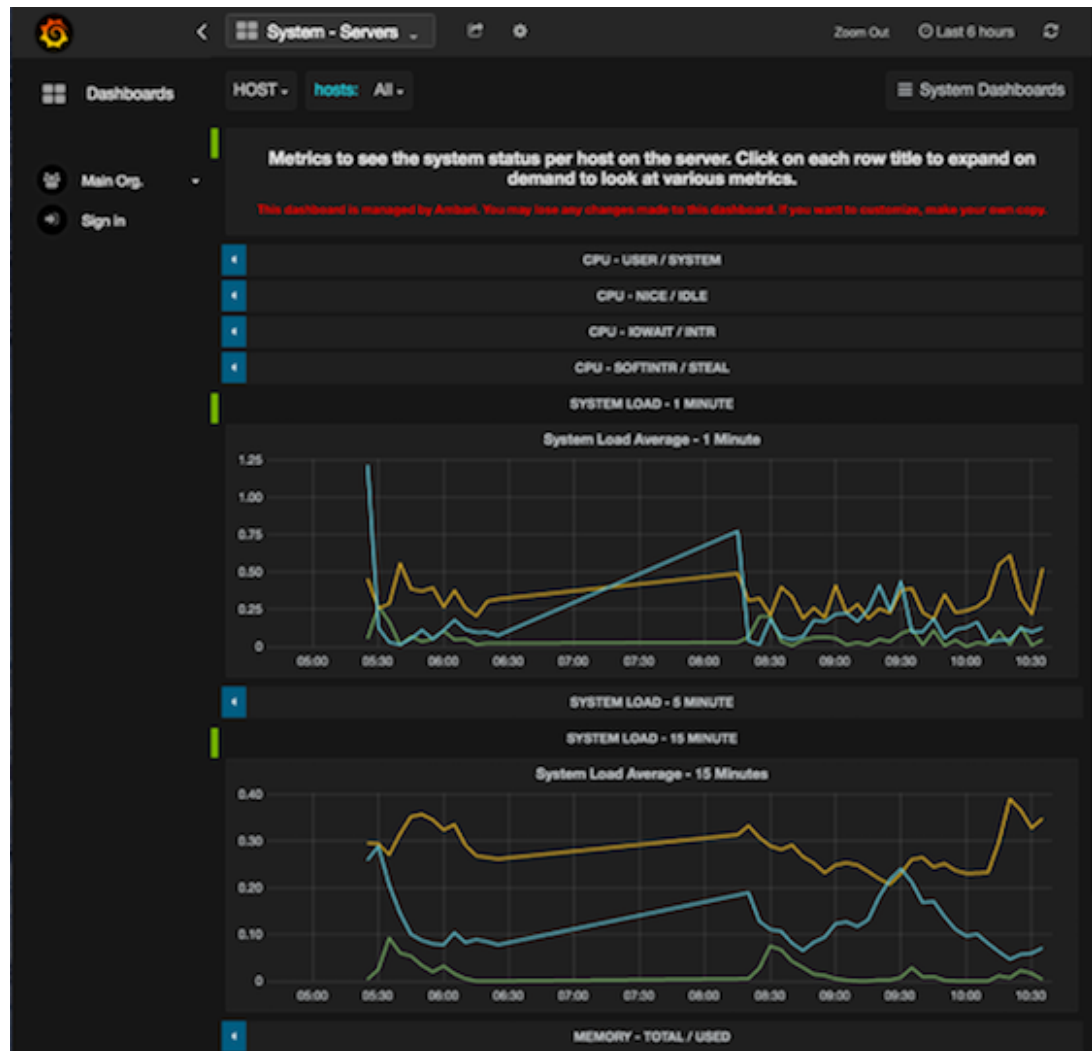 System - Servers
Zoom Out
Last 6 hours
Dashboards
HOST
hosts: All
System Dashboards
Main Org.
Sign In
Metrics to see the system status per host on the server. Click on each row title to expand on
demand to look at various metrics.
This dashboard is managed by Ambari. You may lose any changes made to this dashboard. If you want to customize, make your own copy.
CPU - USER / SYSTEM
CPU - NICE / IDLE
CPU - IOWAIT / INTR
CPU - SOFTINTR / STEAL
SYSTEM LOAD - 1 MINUTE
System Load Average - 1 Minute
1.25
1.00
0.75
0.50
0.25
0
05:00 05:30 06:00 06:30 07:00 07:30 08:00 08:30 09:00 09:30 10:00 10:30
SYSTEM LOAD - 5 MINUTE
SYSTEM LOAD - 15 MINUTE
System Load Average - 15 Minutes
0.40
0.30
0.20
0.10
0
05:00 05:30 06:00 06:30 07:00 07:30 08:00 08:30 09:00 09:30 10:00 10:30
MEMORY - TOTAL / USED